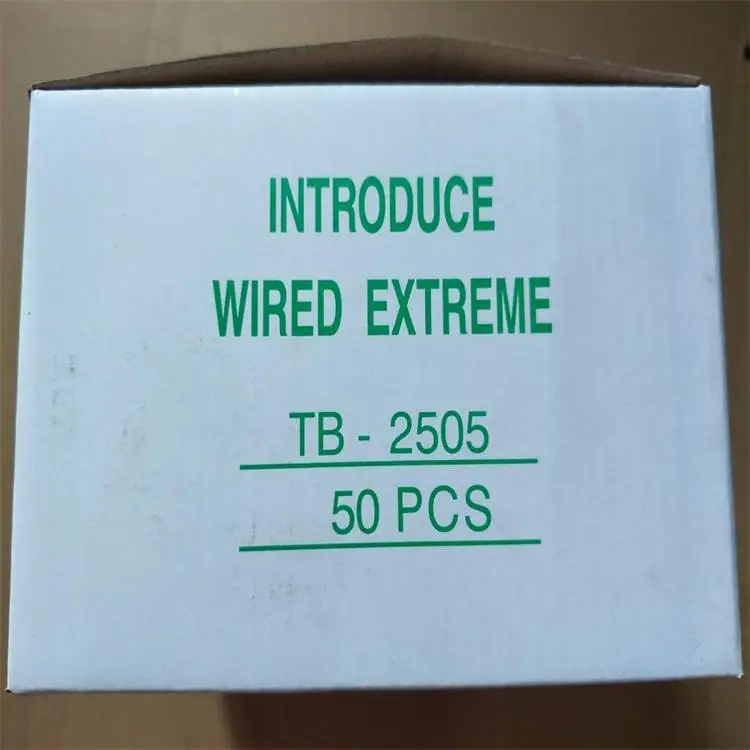 INTRODUCE
WIRED EXTREME
TB - 2505
50 PCS